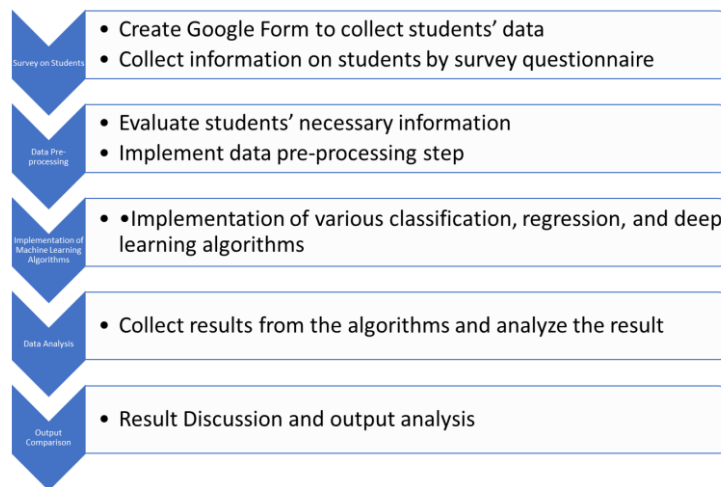 • Create Google Form to collect students’ data
Survey on Students
• Collect information on students by survey questionnaire
• Evaluate students’ necessary information
Data Pre-
processing
• Implement data pre-processing step
Implementation of
Machine Learning
Algorithms
• •Implementation of various classification, regression, and deep
learning algorithms
Data Analysis
• Collect results from the algorithms and analyze the result
Output
Comparison
• Result Discussion and output analysis